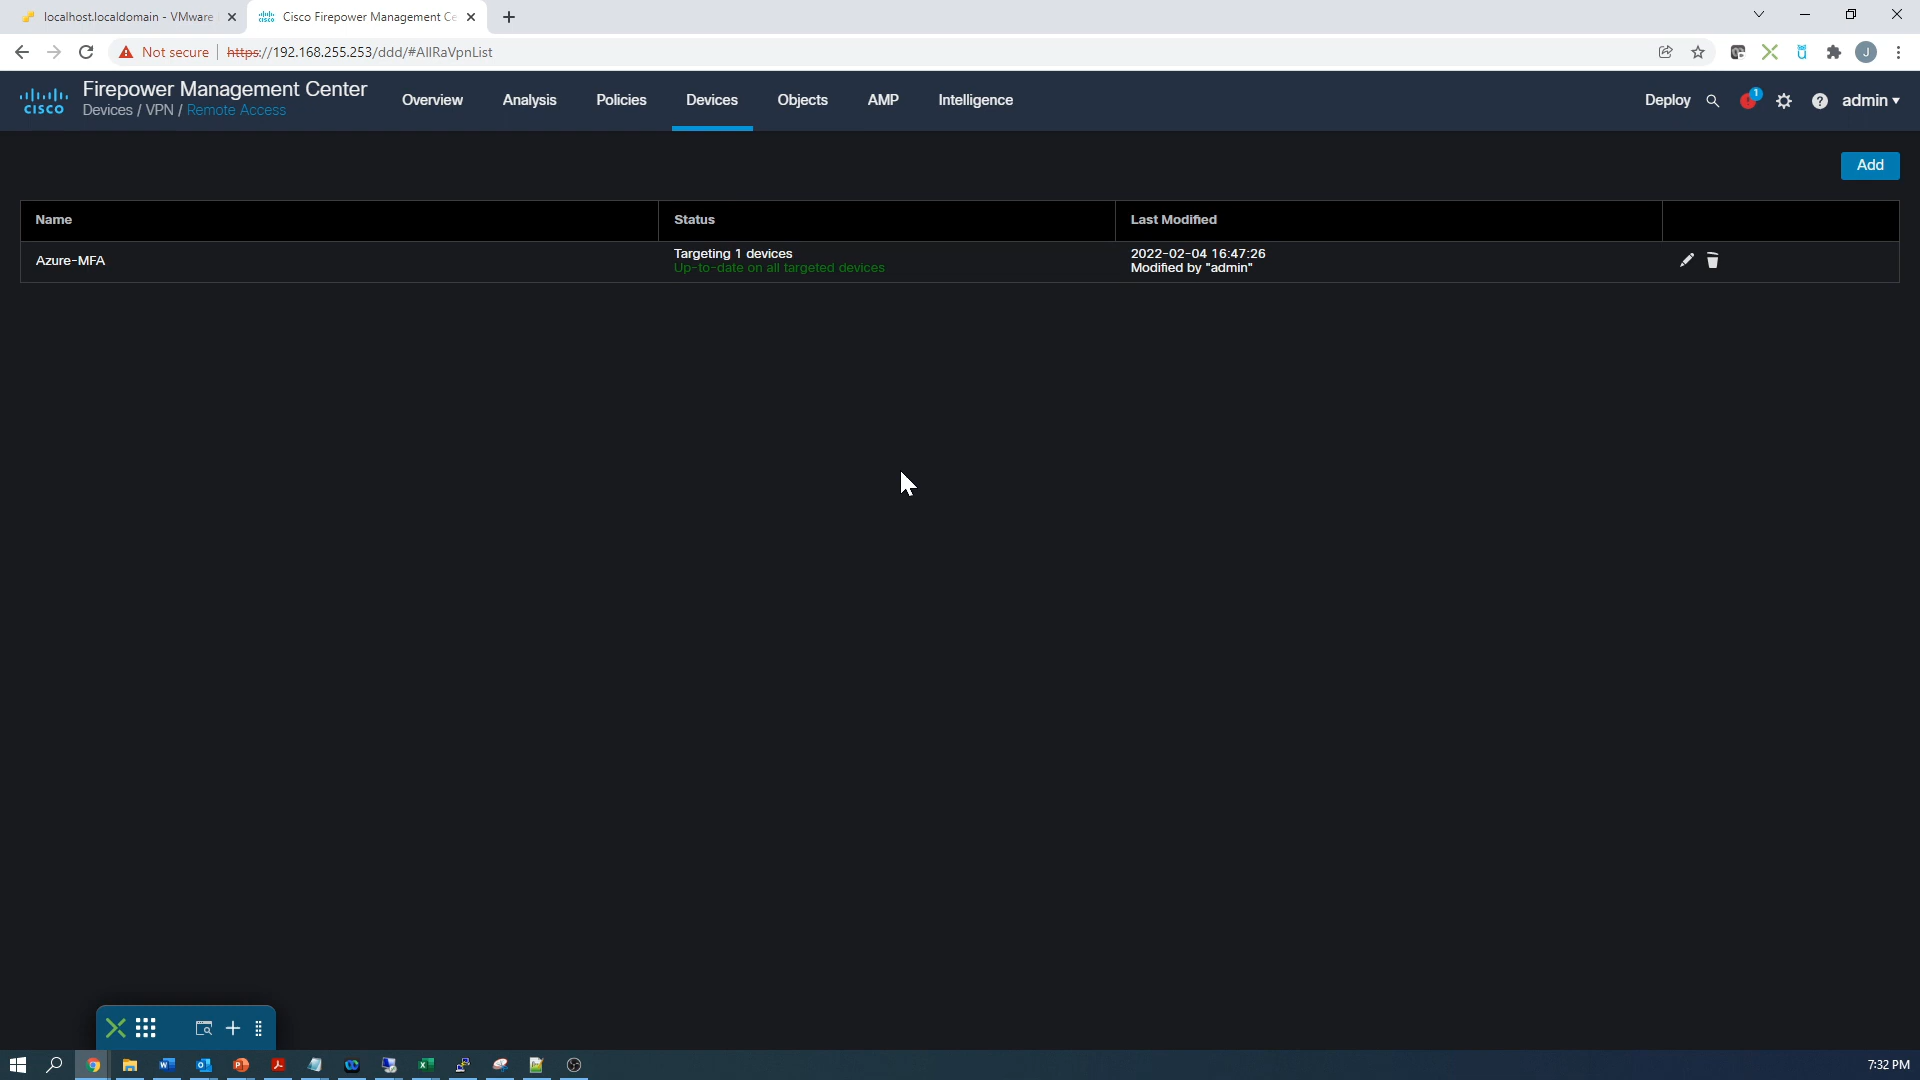 localhost.localdomain - VMware
Cisco Firepower Management Ce
Not secure
https://192.168.255.253/ddd/#AllRaVpnList
J
CISCO
Firepower Management Center
Devices / VPN / Remote Access
Overview
Analysis
Policies
Devices
Objects
AMP
Intelligence
Deploy
1
admin
Add
Name
Status
Last Modified
Azure-MFA
Targeting 1 devices
Up-to-date on all targeted devices
2022-02-04 16:47:26
Modified by "admin"
7:32 PM